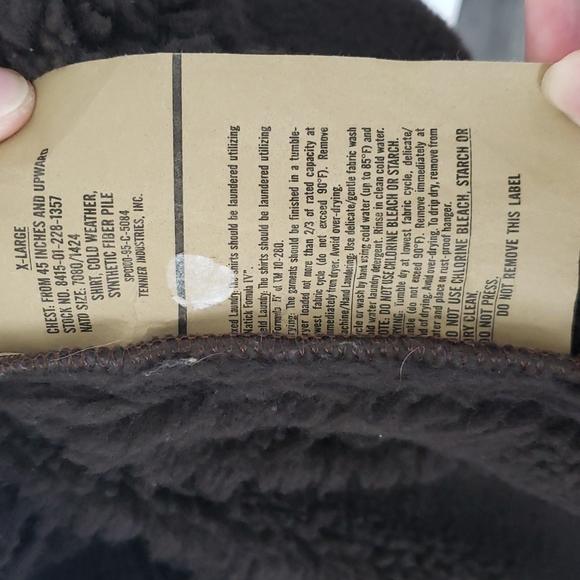 X-LARGE
CHEST: FROM 45 INCHES AND UPWARD
STOCK NO. 8415-01-228-1357
NATO SIZE: 7080/1424
SHIRT, COLD WEATHER,
SYNTHETIC FIBER PILE
SPO100-95-C-5084
TENNIER INDUSTRIES, INC.
Laundry. The shirts should be laundered utilizing
Natick Formula IV".
Laundry. The shirts should be laundered utilizing
Formula IV of TM 10-280.
Drying: The garments should be finished in a tumble-
loaded not more than 2/3 of rated capacity at
fabric cycle (do not exceed 90°F). Remove
immediately from dryer. Avoid over-drying.
Machine/Hand Laundering: Use delicate/gentle fabric wash
cycle or wash by hand using cold water (up to 85°F) and
cold water laundry detergent. Rinse in clean cold water.
NOTE: DO NOT USE CHLORINE BLEACH OR STARCH.
DRYING: Tumble dry at lowest fabric cycle, delicate/
gentle (do not exceed 90°F). Remove immediately at
end of drying. Avoid over-drying. To drip dry, remove from
water and place on rust-proof hanger.
DO NOT USE CHLORINE BLEACH, STARCH OR
DRY CLEAN.
DO NOT PRESS.
DO NOT REMOVE THIS LABEL